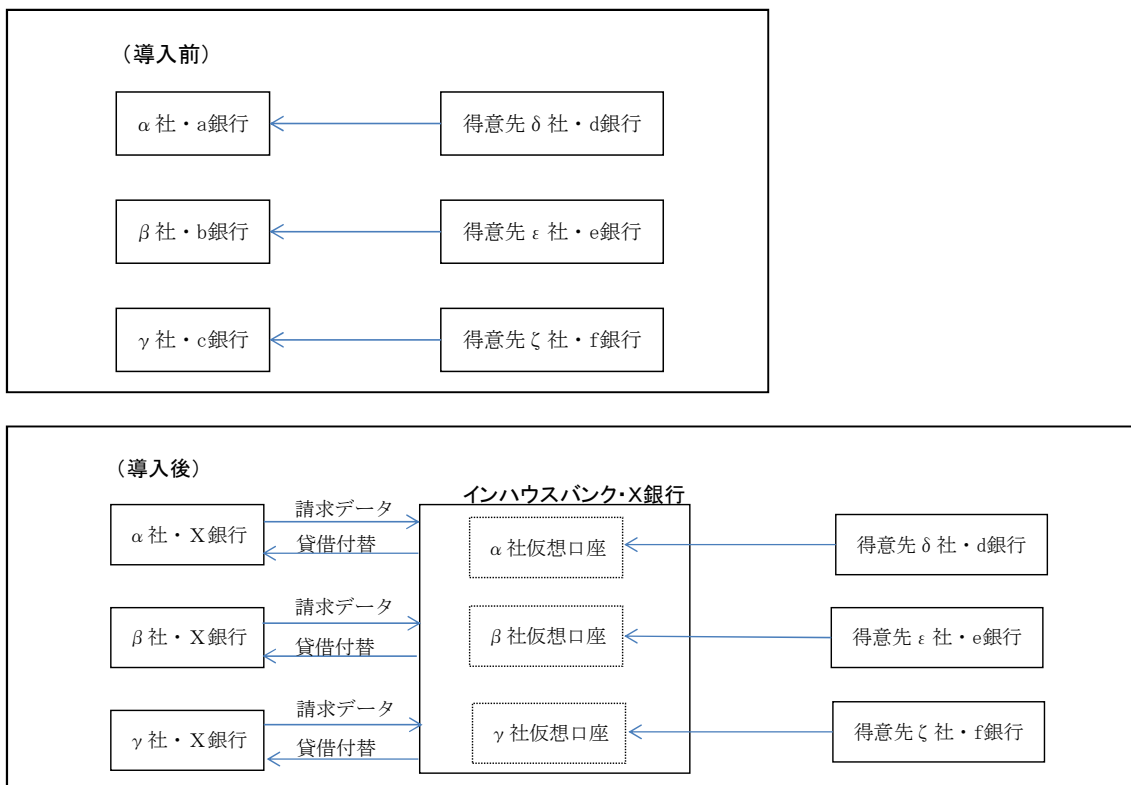 （導入前）
α社・a銀行
得意先δ社・d銀行
β社・b銀行
得意先ε社・e銀行
γ社・c銀行
得意先ζ社・f銀行
（導入後）
インハウスバンク・X銀行
α社・X銀行
請求データ
貸借付替
α社仮想口座
得意先δ社・d銀行
β社・X銀行
請求データ
貸借付替
β社仮想口座
得意先ε社・e銀行
γ社・X銀行
請求データ
貸借付替
γ社仮想口座
得意先ζ社・f銀行